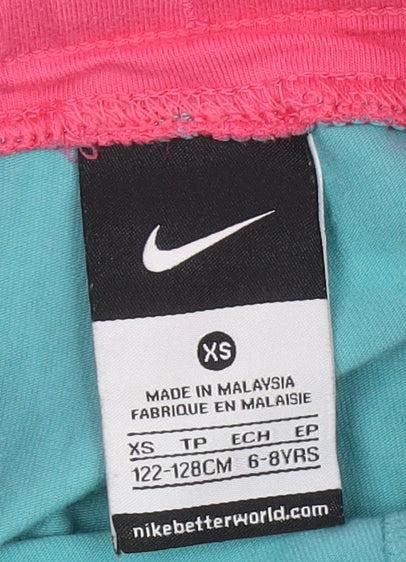 XS
MADE IN MALAYSIA
FABRIQUE EN MALAISIE
XS TP ECH EP
122-128CM 6-8YRS
nikebetterworld.com